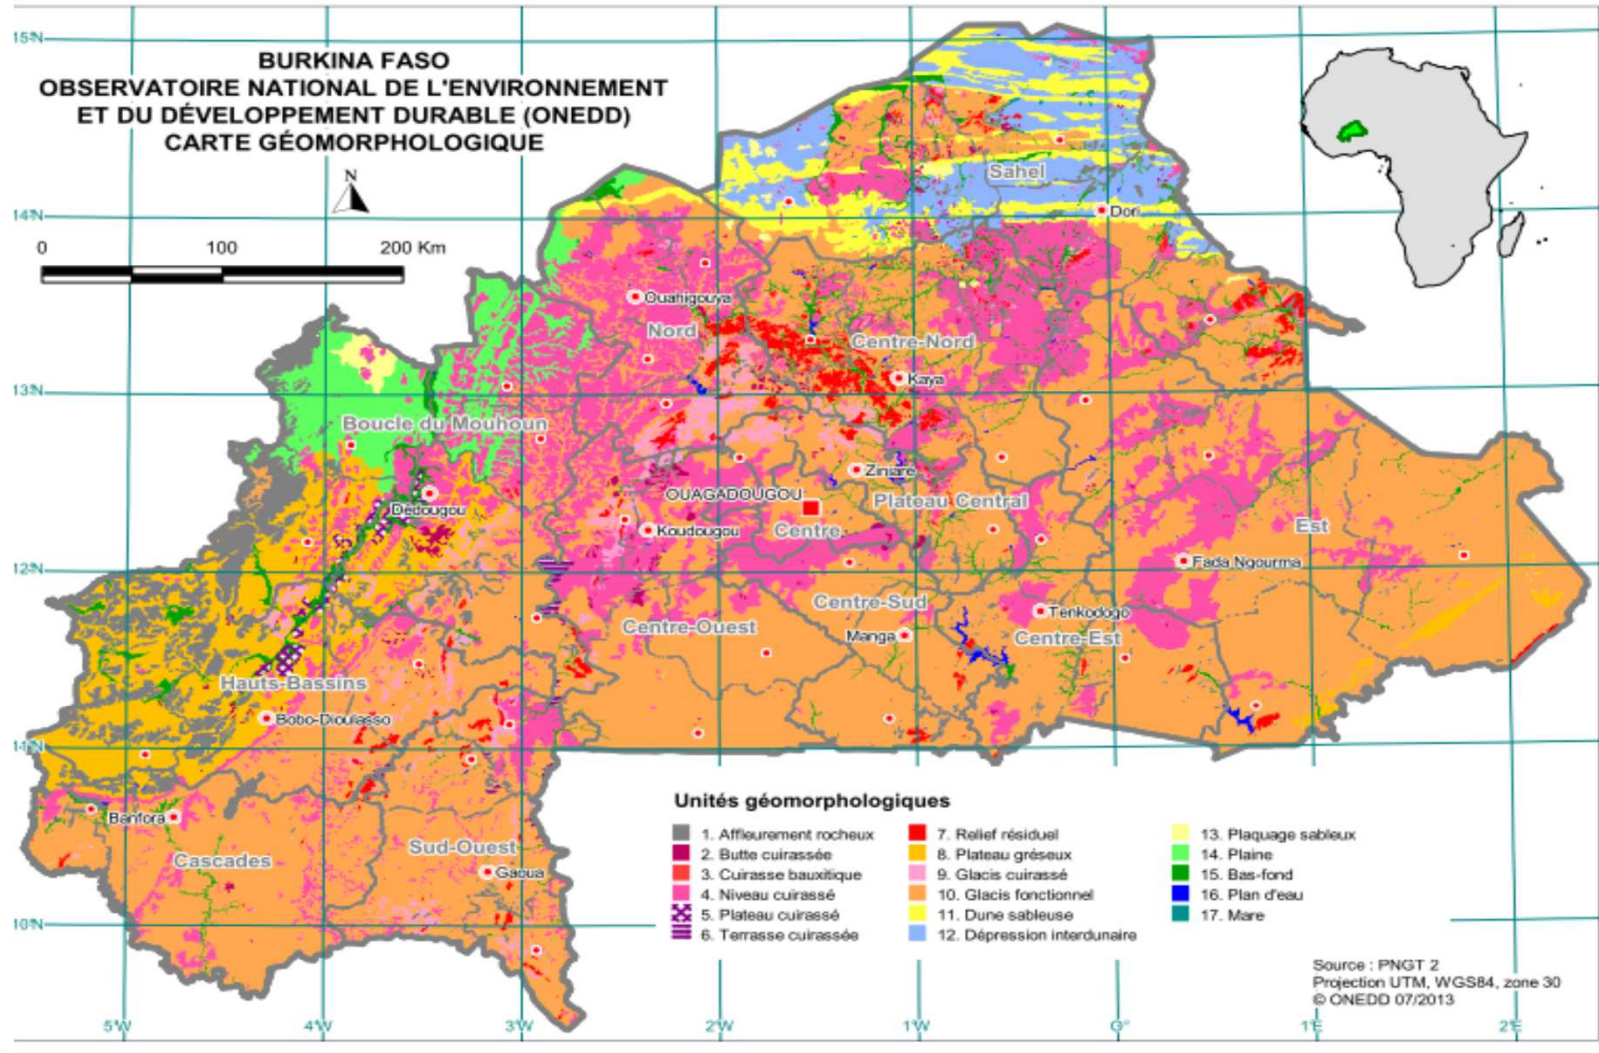 BURKINA FASO
OBSERVATOIRE NATIONAL DE L'ENVIRONNEMENT
ET DU DÉVELOPPEMENT DURABLE (ONEDD)
CARTE GÉOMORPHOLOGIQUE
N
0 100 200 Km
15°N
14°N
13°N
12°N
11°N
10°N
Sahel
Dori
Ouahigouya
Nord
Centre-Nord
Kaya
Boucle du Mouhoun
Ziniaré
OUAGADOUGOU
Plateau Central
Dédougou
Koudougou
Centre
Est
Fada Ngourma
Centre-Sud
Tenkodogo
Centre-Ouest
Manga
Centre-Est
Hauts-Bassins
Bobo-Dioulasso
Banfora
Cascades
Sud-Ouest
Gaoua
Unités géomorphologiques
1. Affleurement rocheux
2. Butte cuirassée
3. Cuirasse bauxitique
4. Niveau cuirassé
5. Plateau cuirassé
6. Terrasse cuirassée
7. Relief résiduel
8. Plateau gréseux
9. Glacis cuirassé
10. Glacis fonctionnel
11. Dune sableuse
12. Dépression interdunaire
13. Plaquage sableux
14. Plaine
15. Bas-fond
16. Plan d'eau
17. Mare
Source : PNGT 2
Projection UTM, WGS84, zone 30
© ONEDD 07/2013
5°W 4°W 3°W 2°W 1°W 0° 1°E 2°E